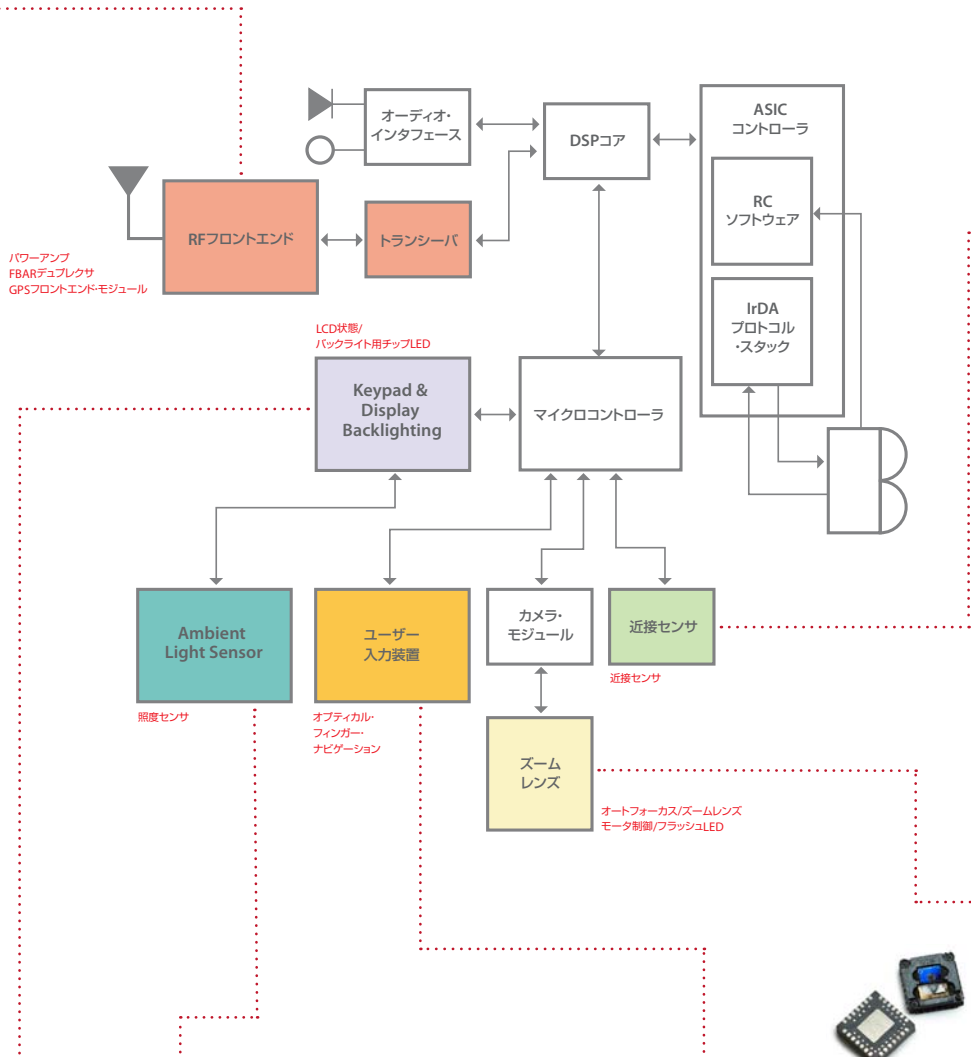 オーディオ・
インタフェース
DSPコア
ASIC
コントローラ
RC
ソフトウェア
RFフロントエンド
トランシーバ
パワーアンプ
FBARデュプレクサ
GPSフロントエンド・モジュール
IrDA
プロトコル
・スタック
LCD状態/
バックライト用チップLED
Keypad &
Display
Backlighting
マイクロコントローラ
Ambient
Light Sensor
ユーザー
入力装置
カメラ・
モジュール
近接センサ
近接センサ
照度センサ
オプティカル・
フィンガー・
ナビゲーション
ズーム
レンズ
オートフォーカス/ズームレンズ
モータ制御/フラッシュLED